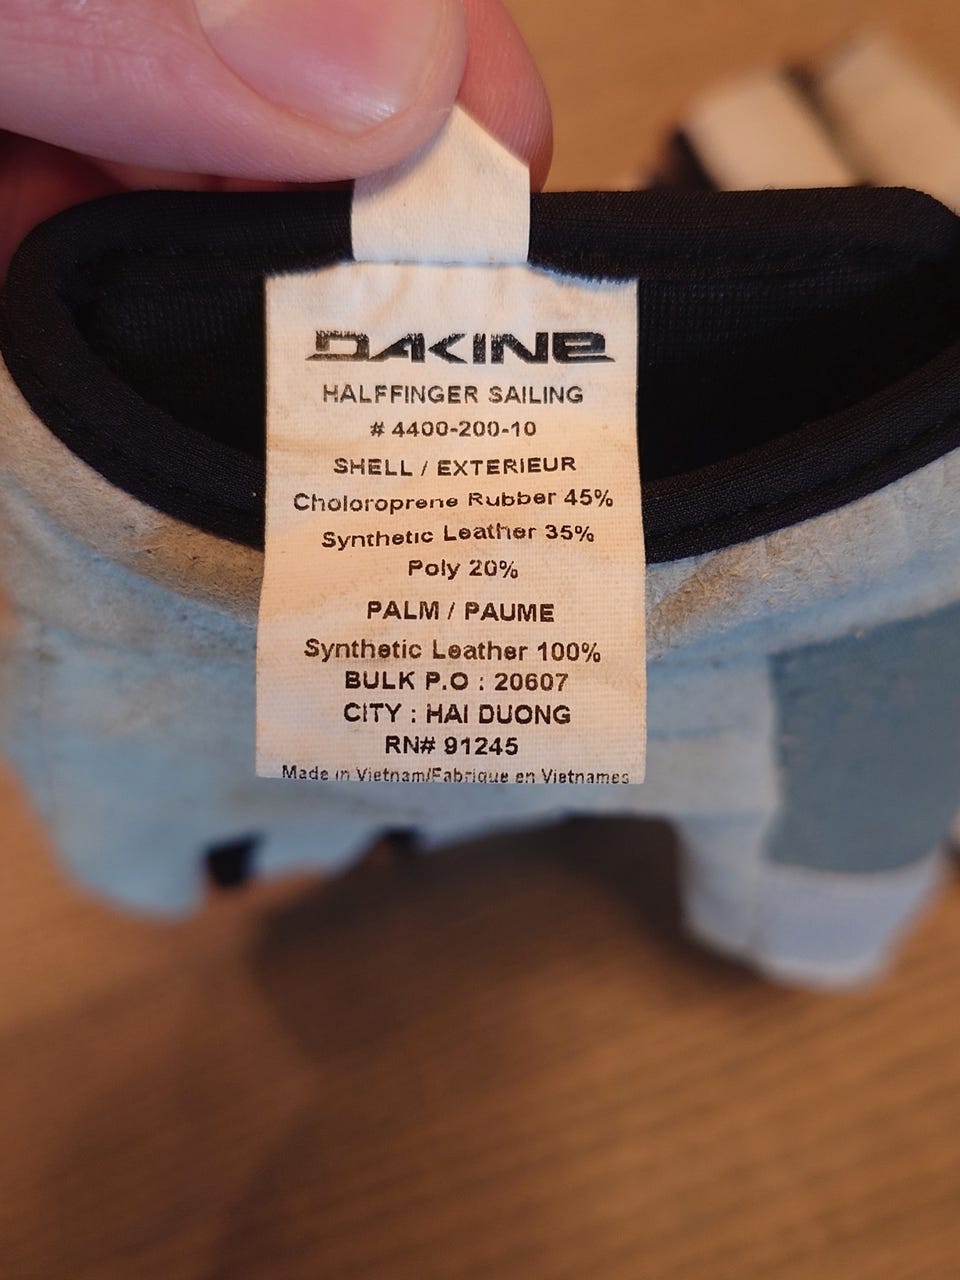 DAKINE
HALFFINGER SAILING
# 4400-200-10
SHELL / EXTERIEUR
Choloroprene Rubber 45%
Synthetic Leather 35%
Poly 20%
PALM / PAUME
Synthetic Leather 100%
BULK P.O : 20607
CITY : HAI DUONG
RN# 91245
Made in Vietnam/Fabrique en Vietnames